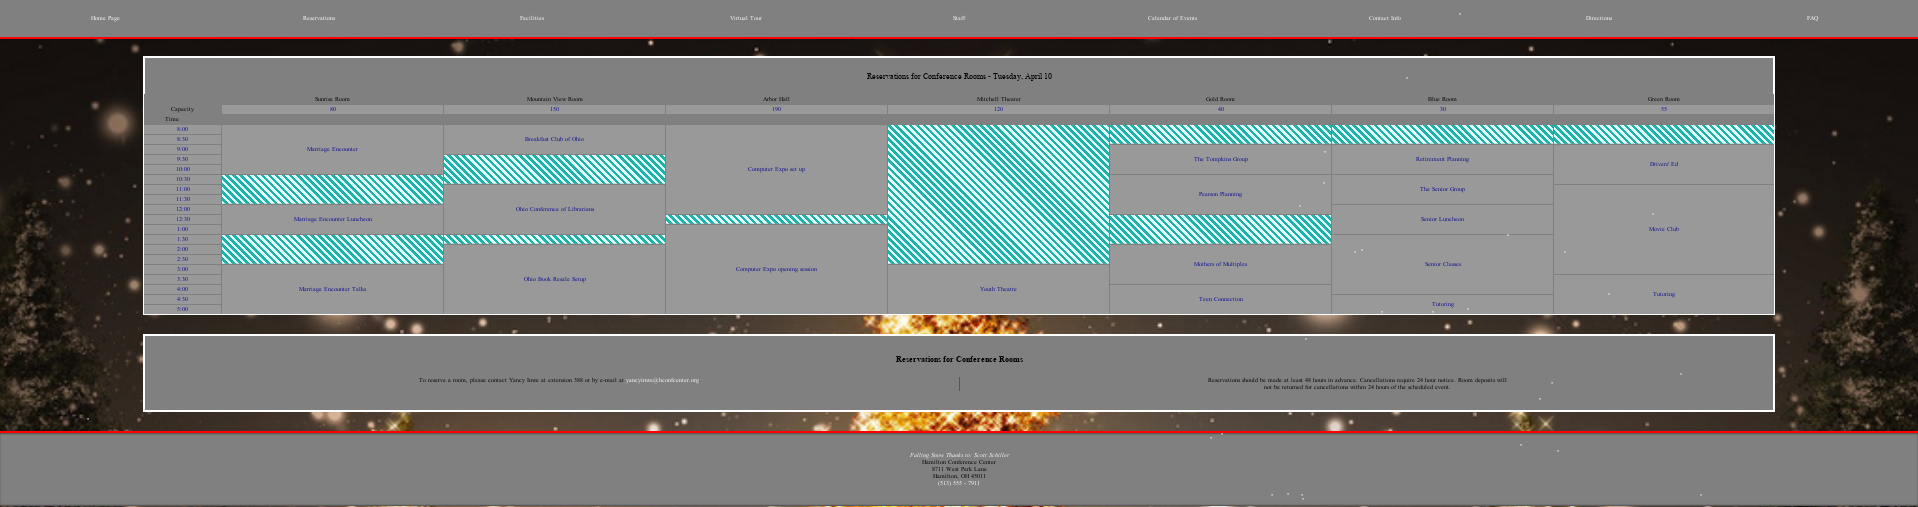 Home Page Reservations Facilities Virtual Tour Staff Calendar of Events Contact Info Directions FAQ
Reservations for Conference Rooms - Tuesday, April 10
Sunrise Room Mountain View Room Arbor Hall Mitchell Theater Gold Room Blue Room Green Room
Capacity 80 150 190 120 40 30 55
Time
8:00
8:30 Breakfast Club of Ohio
9:00 Marriage Encounter
9:30 The Tompkins Group Retirement Planning Drivers' Ed
10:00 Computer Expo set up
10:30
11:00 Pearson Planning The Senior Group
11:30
12:00 Ohio Conference of Librarians
12:30 Marriage Encounter Luncheon Senior Luncheon
1:00 Movie Club
1:30
2:00
2:30 Mothers of Multiples Senior Classes
3:00 Computer Expo opening session
3:30 Ohio Book Resale Setup
4:00 Marriage Encounter Talks Youth Theatre Tutoring
4:30 Teen Connection Tutoring
5:00
Reservations for Conference Rooms
To reserve a room, please contact Yancy Inwe at extension 388 or by e-mail at yancyinwe@hconfcenter.org
Reservations should be made at least 48 hours in advance. Cancellations require 24 hour notice. Room deposits will
not be returned for cancellations within 24 hours of the scheduled event.
Falling Snow Thanks to: Scott Schiller
Hamilton Conference Center
8711 West Park Lane
Hamilton, OH 45011
(513) 555 - 7911